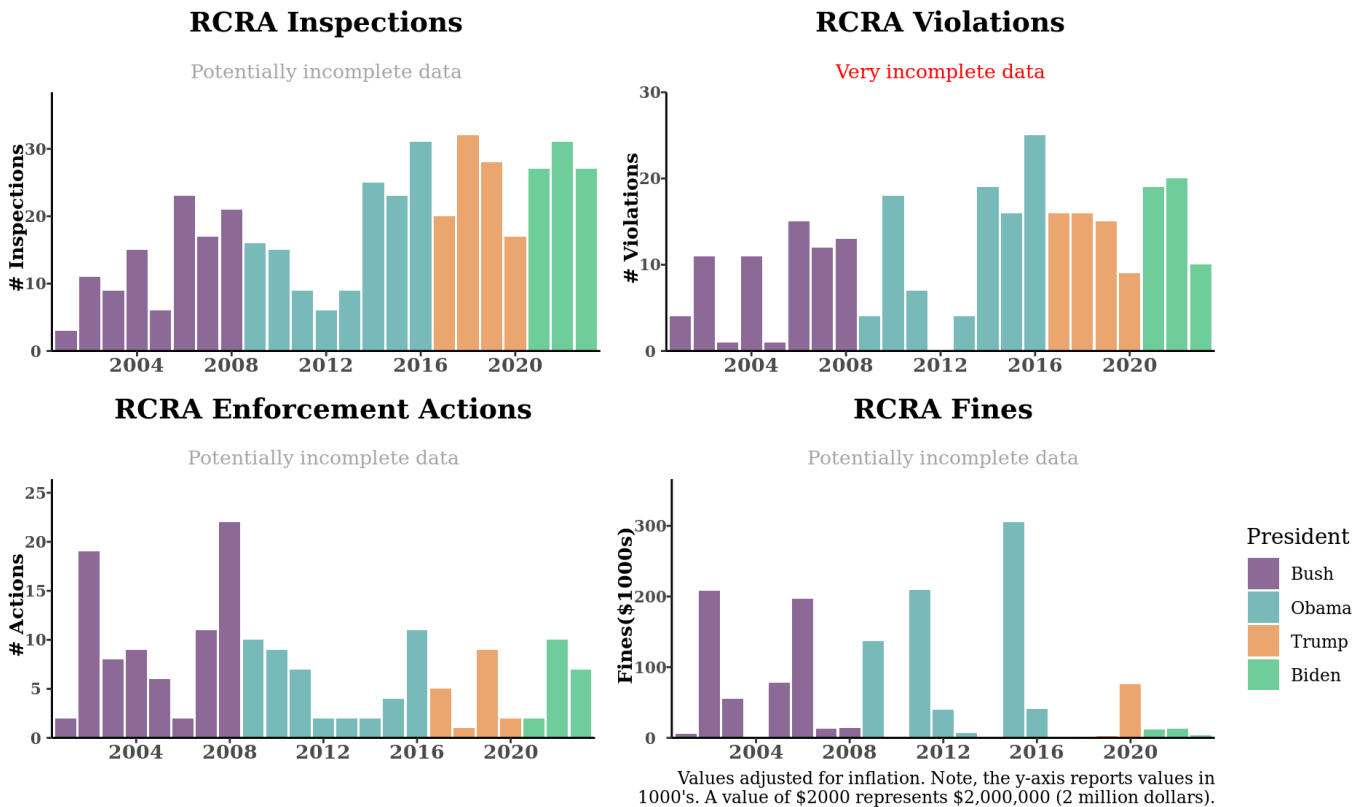 RCRA Inspections
Potentially incomplete data
# Inspections
30
20
10
0
2004 2008 2012 2016 2020
RCRA Violations
Very incomplete data
# Violations
30
20
10
0
2004 2008 2012 2016 2020
RCRA Enforcement Actions
Potentially incomplete data
# Actions
25
20
15
10
5
0
2004 2008 2012 2016 2020
RCRA Fines
Potentially incomplete data
Fines($1000s)
300
200
100
0
2004 2008 2012 2016 2020
President
Bush
Obama
Trump
Biden
Values adjusted for inflation. Note, the y-axis reports values in
1000's. A value of $2000 represents $2,000,000 (2 million dollars).